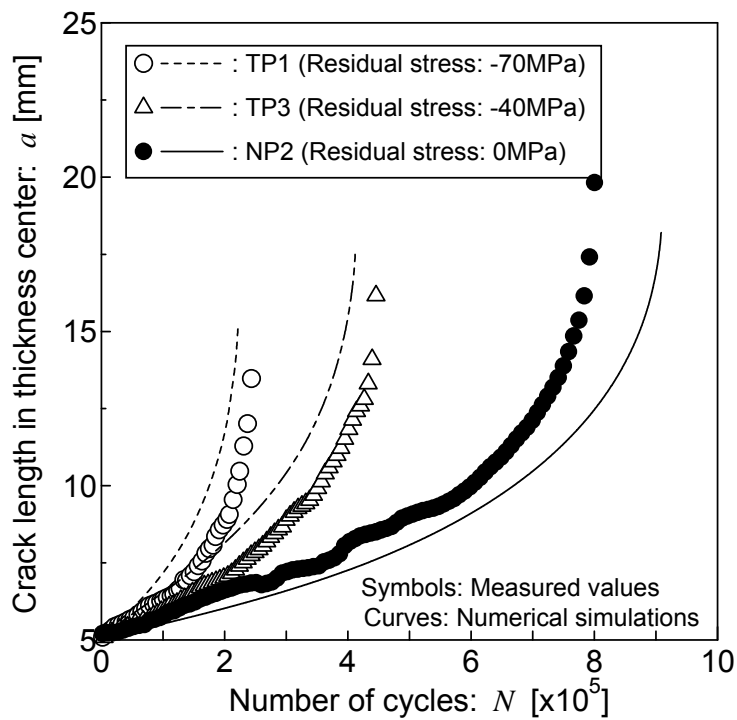 25
20
15
10
5
0
2
4
6
8
10
Crack length in thickness center: a [mm]
: TP1 (Residual stress: -70MPa)
: TP3 (Residual stress: -40MPa)
: NP2 (Residual stress: 0MPa)
Symbols: Measured values
Curves: Numerical simulations
Number of cycles: N [x10⁵]